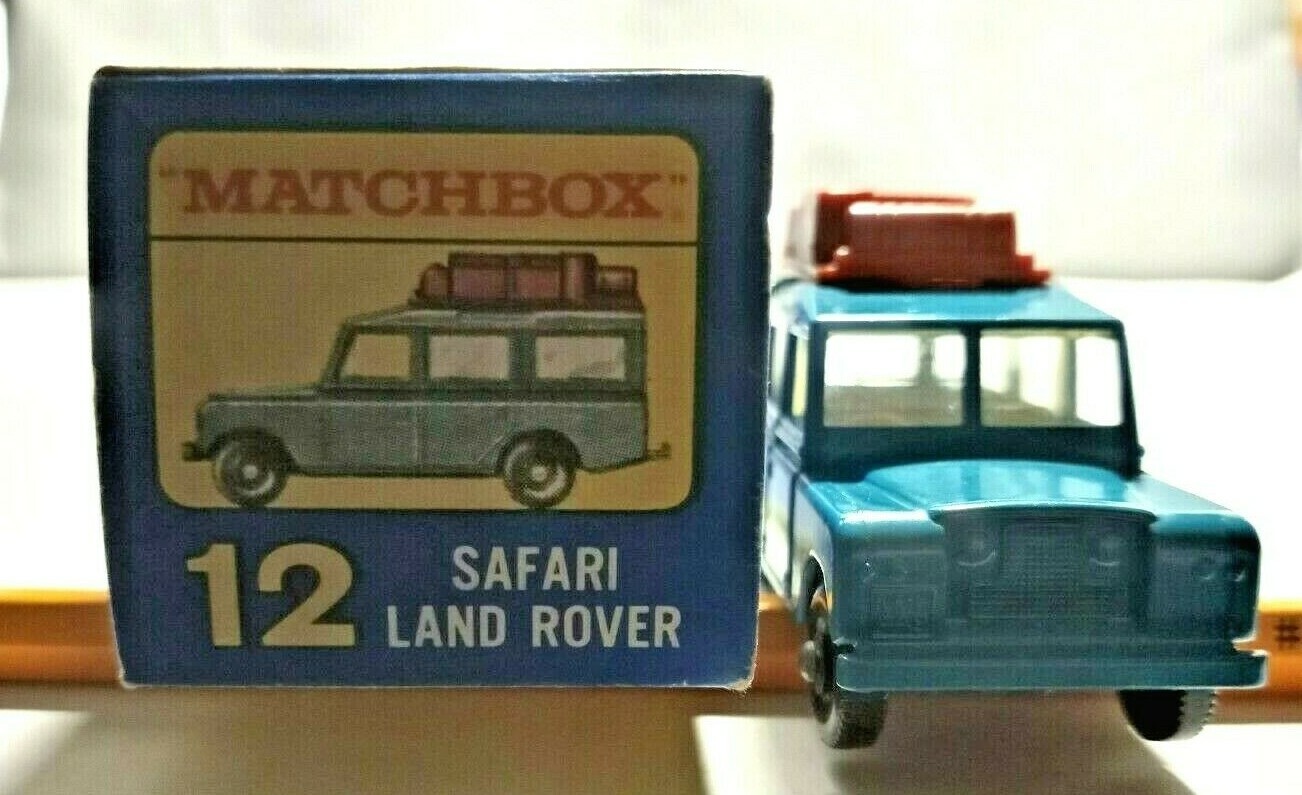 "MATCHBOX"
12 SAFARI
LAND ROVER
#